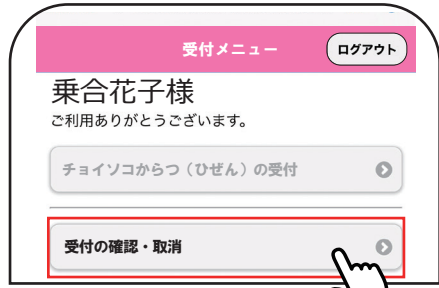 受付メニュー
ログアウト
乗合花子様
ご利用ありがとうございます。
チョイソコからつ（ひぜん）の受付
受付の確認・取消